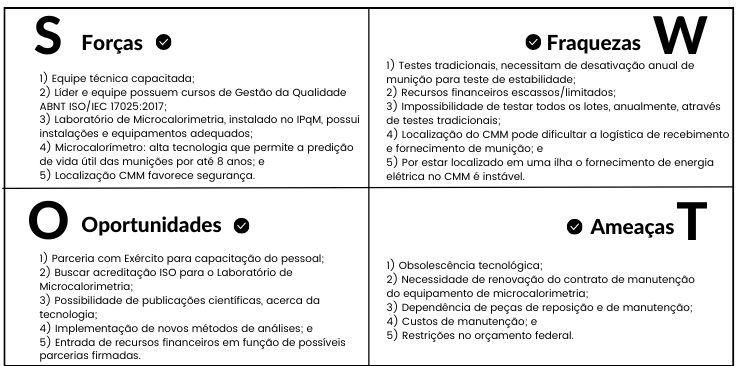 S Forças
1) Equipe técnica capacitada;
2) Líder e equipe possuem cursos de Gestão da Qualidade
ABNT ISO/IEC 17025:2017;
3) Laboratório de Microcalorimetria, instalado no IPqM, possui
instalações e equipamentos adequados;
4) Microcalorímetro: alta tecnologia que permite a predição
de vida útil das munições por até 8 anos; e
5) Localização CMM favorece segurança.
Fraquezas W
1) Testes tradicionais, necessitam de desativação anual de
munição para teste de estabilidade;
2) Recursos financeiros escassos/limitados;
3) Impossibilidade de testar todos os lotes, anualmente, através
de testes tradicionais;
4) Localização do CMM pode dificultar a logística de recebimento
e fornecimento de munição; e
5) Por estar localizado em uma ilha o fornecimento de energia
elétrica no CMM é instável.
O Oportunidades
1) Parceria com Exército para capacitação do pessoal;
2) Buscar acreditação ISO para o Laboratório de
Microcalorimetria;
3) Possibilidade de publicações científicas, acerca da
tecnologia;
4) Implementação de novos métodos de análises; e
5) Entrada de recursos financeiros em função de possíveis
parcerias firmadas.
Ameaças T
1) Obsolescência tecnológica;
2) Necessidade de renovação do contrato de manutenção
do equipamento de microcalorimetria;
3) Dependência de peças de reposição e de manutenção;
4) Custos de manutenção; e
5) Restrições no orçamento federal.